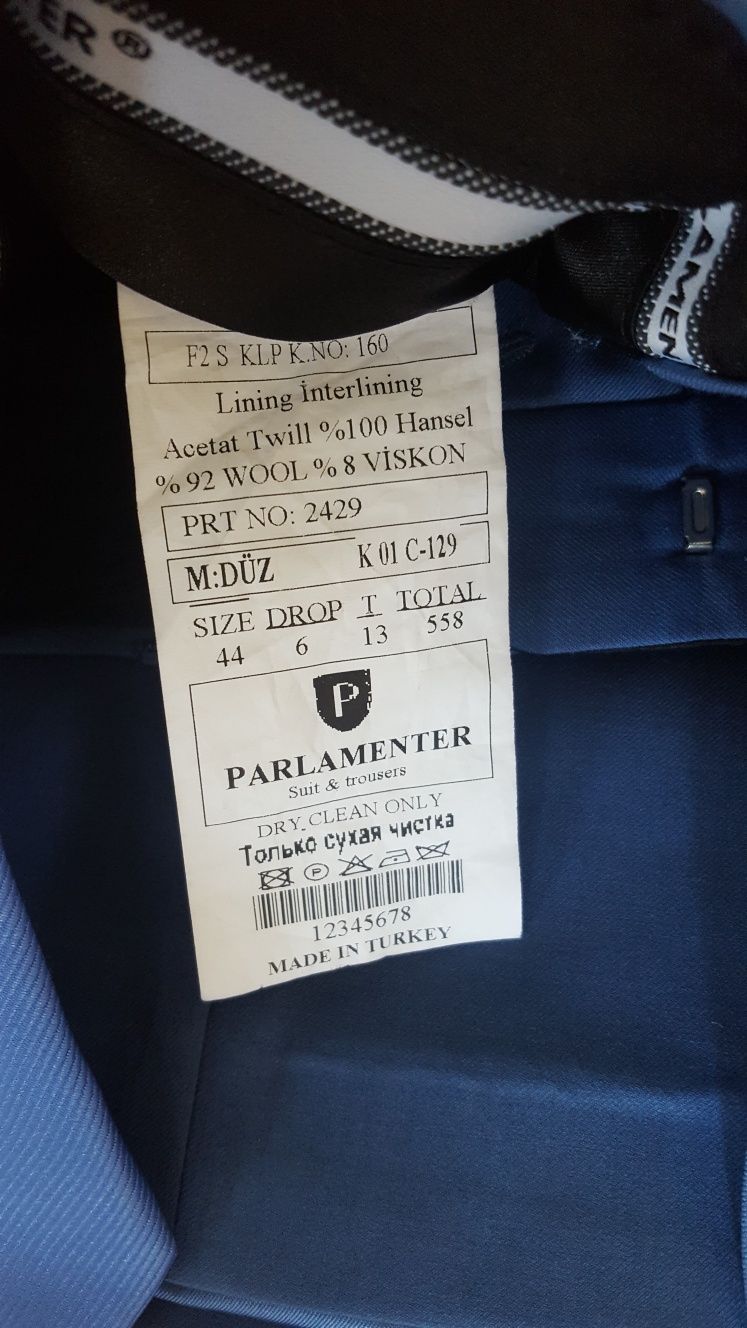 ER ®
AMEN
F2 S KLP K.NO: 160
Lining İnterlining
Acetat Twill %100 Hansel
% 92 WOOL % 8 VİSKON
PRT NO: 2429
M:DÜZ K 01 C-129
SIZE DROP T TOTAL
44 6 13 558
P
PARLAMENTER
Suit & trousers
DRY CLEAN ONLY
Только сухая чистка
P
12345678
MADE IN TURKEY